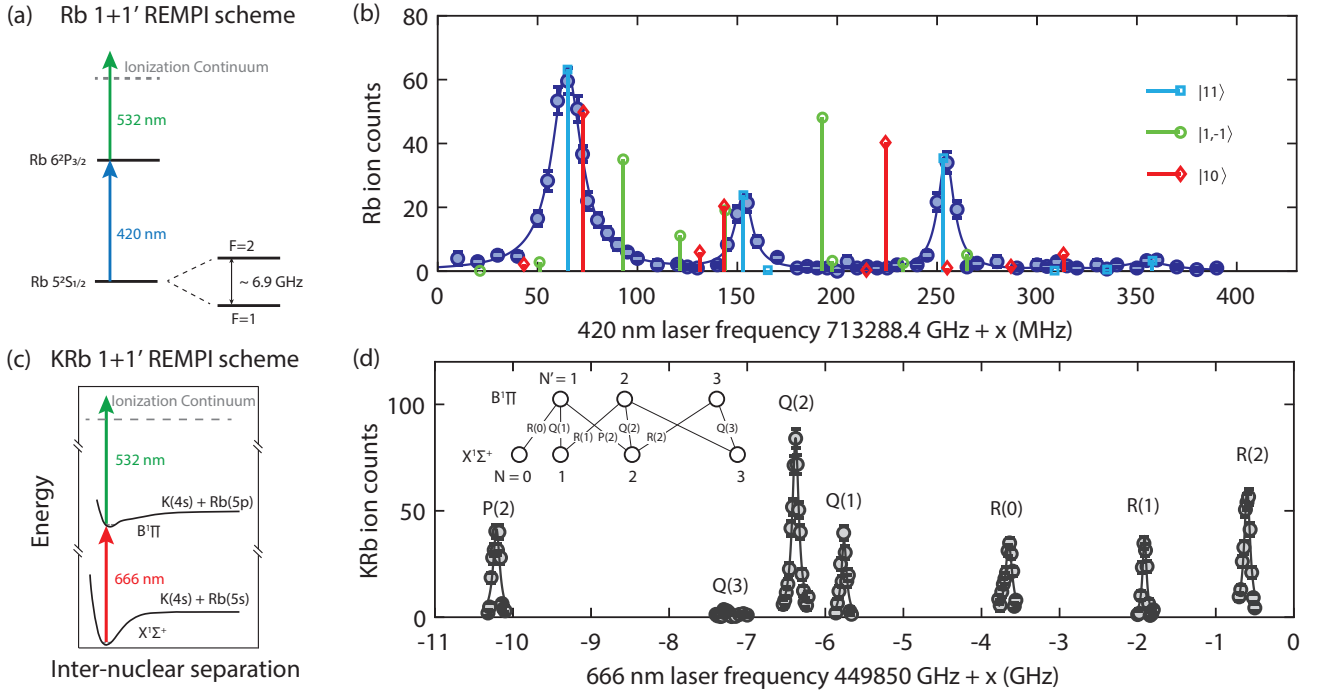 (a) Rb 1+1′ REMPI scheme
Ionization Continuum
532 nm
Rb 6²P₃/₂
420 nm
F=2
Rb 5²S₁/₂
~ 6.9 GHz
F=1
(b)
80
60
40
20
0
Rb ion counts
|11⟩
|1,-1⟩
|10⟩
0 50 100 150 200 250 300 350 400
420 nm laser frequency 713288.4 GHz + x (MHz)
(c) KRb 1+1′ REMPI scheme
Ionization Continuum
532 nm
K(4s) + Rb(5p)
B¹Π
666 nm
K(4s) + Rb(5s)
X¹Σ⁺
Energy
Inter-nuclear separation
(d)
100
50
0
KRb ion counts
N′ = 1 2 3
B¹Π
R(0) Q(1) R(1) P(2) Q(2) R(2) Q(3)
X¹Σ⁺
N = 0 1 2 3
P(2)
Q(3)
Q(2)
Q(1)
R(0)
R(1)
R(2)
-11 -10 -9 -8 -7 -6 -5 -4 -3 -2 -1 0
666 nm laser frequency 449850 GHz + x (GHz)